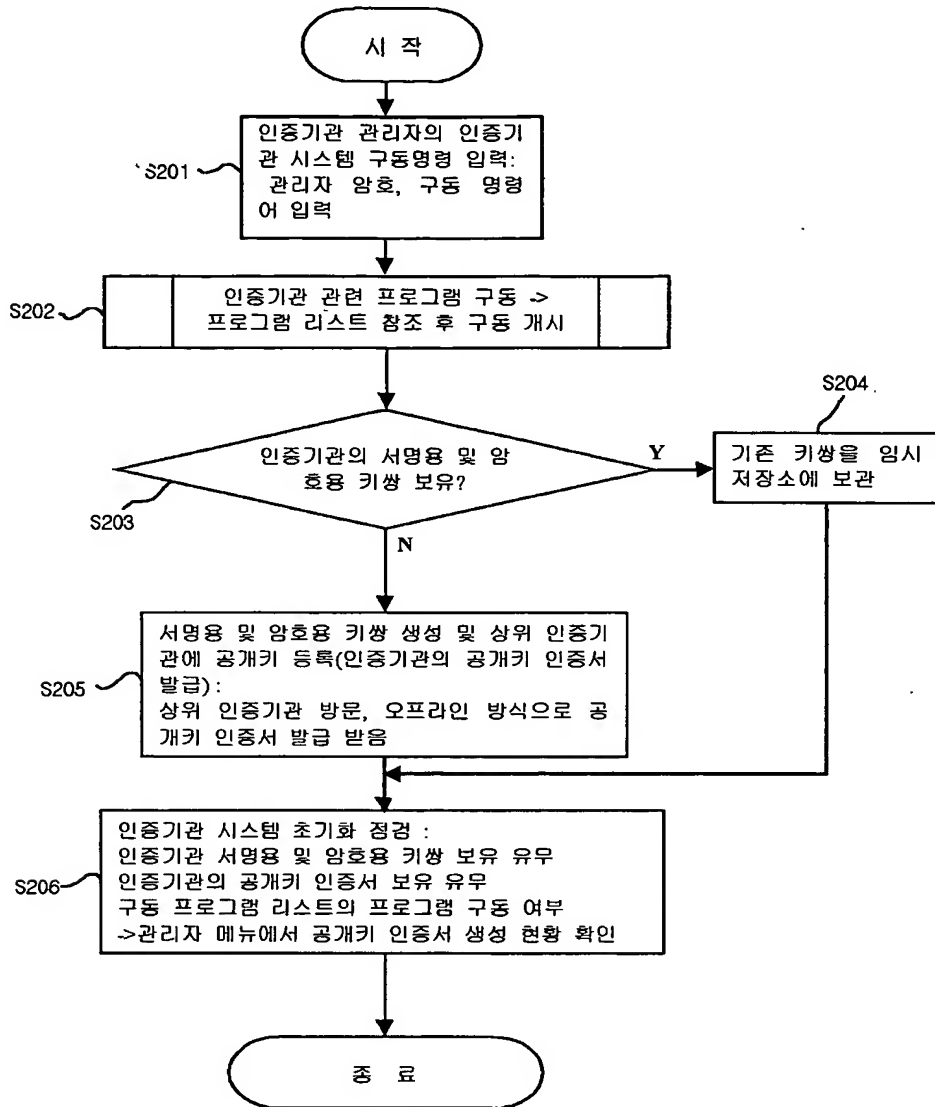 시 작
S201
인증기관 관리자의 인증기
관 시스템 구동명령 입력:
관리자 암호, 구동 명령
어 입력
S202
인증기관 관련 프로그램 구동 ->
프로그램 리스트 참조 후 구동 개시
S203
인증기관의 서명용 및 암
호용 키쌍 보유?
Y
N
S204
기존 키쌍을 임시
저장소에 보관
S205
서명용 및 암호용 키쌍 생성 및 상위 인증기
관에 공개키 등록(인증기관의 공개키 인증서
발급):
상위 인증기관 방문, 오프라인 방식으로 공
개키 인증서 발급 받음
S206
인증기관 시스템 초기화 점검 :
인증기관 서명용 및 암호용 키쌍 보유 유무
인증기관의 공개키 인증서 보유 유무
구동 프로그램 리스트의 프로그램 구동 여부
->관리자 메뉴에서 공개키 인증서 생성 현황 확인
종 료